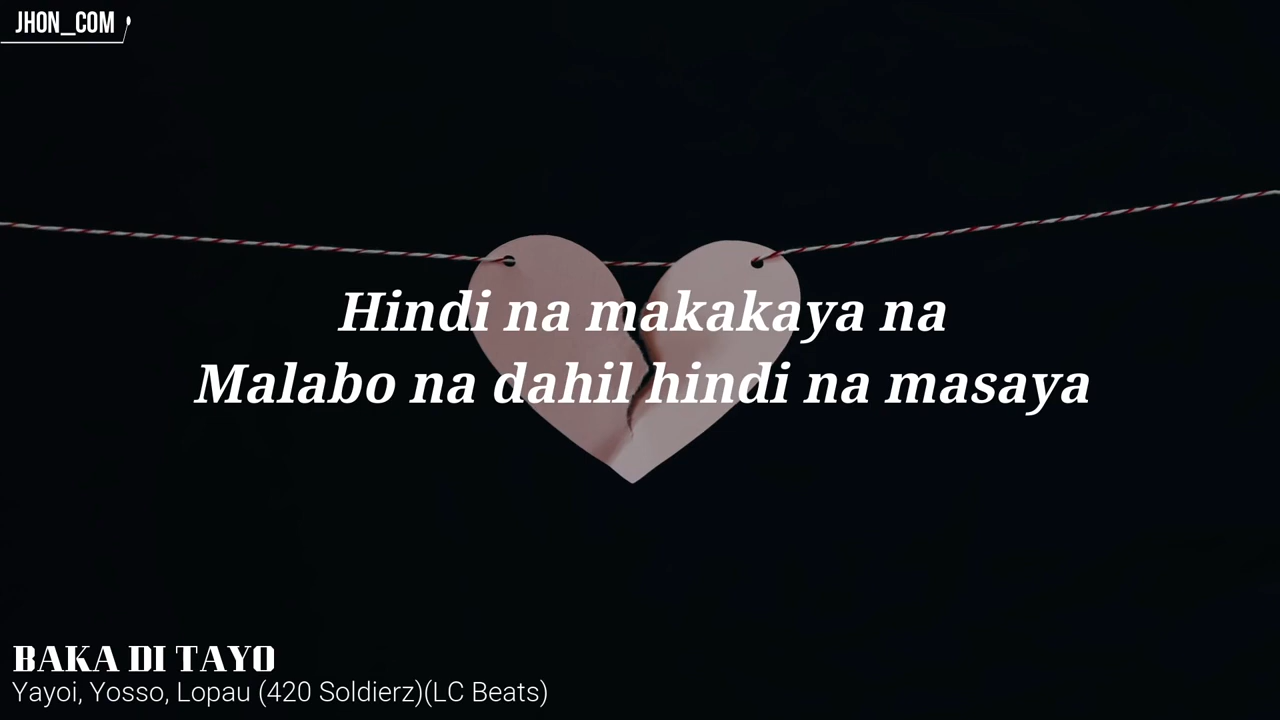 JHON_COM
Hindi na makakaya na
Malabo na dahil hindi na masaya
BAKA DI TAYO
Yayoi, Yosso, Lopau (420 Soldierz)(LC Beats)